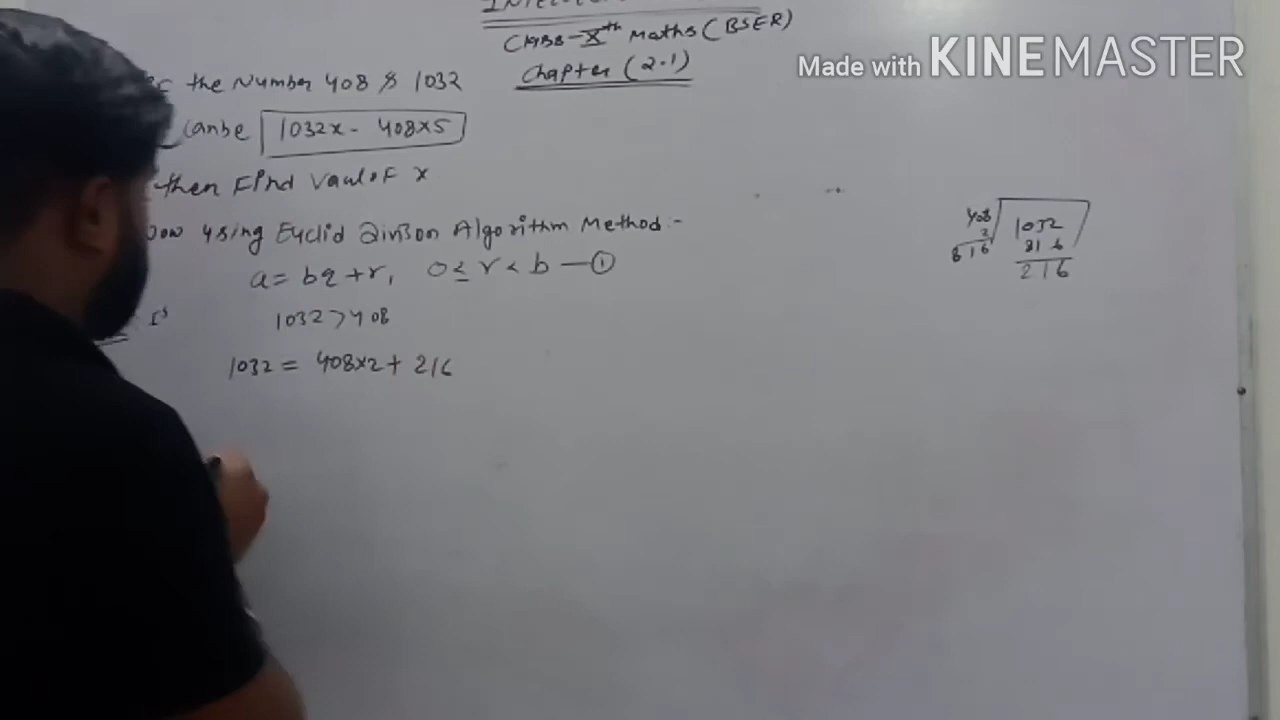 Class-Xth Maths (BSER)
Chapter (2.1)
Made with KINEMASTER
the Number 408 & 1032
Canbe 1032x - 408x5
then Find Vaul of x
using Euclid Division Algorithm Method:-
a = bq + r, 0 ≤ r < b — ①
1032 > 408
1032 = 408x2 + 216
408
2
816
1032
816
216